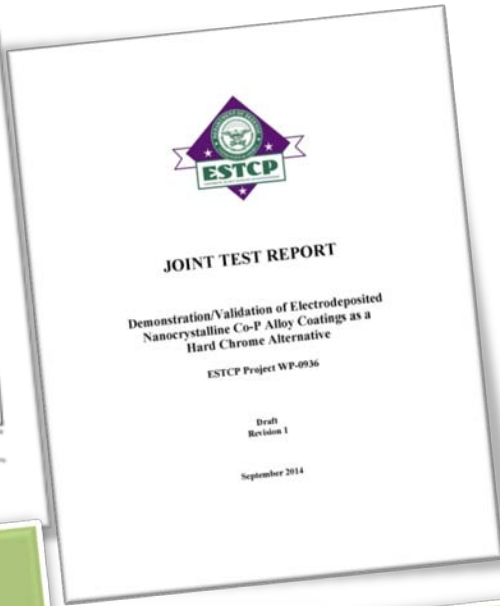 ESTCP
JOINT TEST REPORT
Demonstration/Validation of Electrodeposited
Nanocrystalline Co-P Alloy Coatings as a
Hard Chrome Alternative
ESTCP Project WP-0936
Draft
Revision 1
September 2014